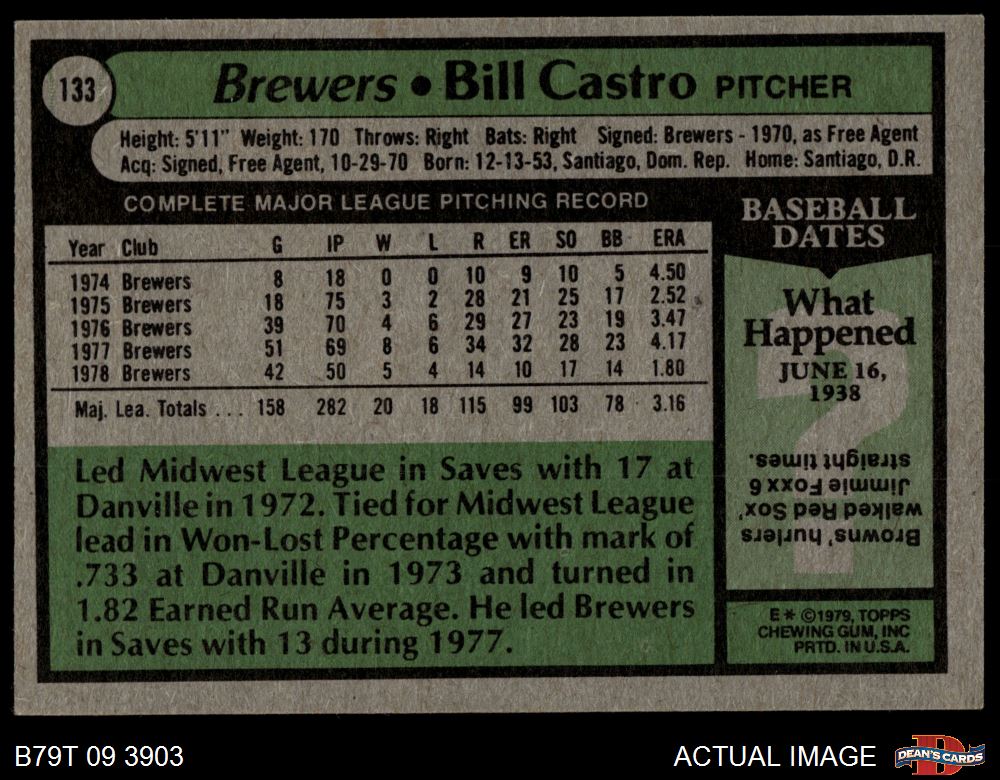 133
Brewers • Bill Castro PITCHER
Height: 5'11" Weight: 170 Throws: Right Bats: Right Signed: Brewers - 1970, as Free Agent
Acq: Signed, Free Agent, 10-29-70 Born: 12-13-53, Santiago, Dom. Rep. Home: Santiago, D.R.
COMPLETE MAJOR LEAGUE PITCHING RECORD
Year Club G IP W L R ER SO BB ERA
1974 Brewers 8 18 0 0 10 9 10 5 4.50
1975 Brewers 18 75 3 2 28 21 25 17 2.52
1976 Brewers 39 70 4 6 29 27 23 19 3.47
1977 Brewers 51 69 8 6 34 32 28 23 4.17
1978 Brewers 42 50 5 4 14 10 17 14 1.80
Maj. Lea. Totals ... 158 282 20 18 115 99 103 78 3.16
Led Midwest League in Saves with 17 at
Danville in 1972. Tied for Midwest League
lead in Won-Lost Percentage with mark of
.733 at Danville in 1973 and turned in
1.82 Earned Run Average. He led Brewers
in Saves with 13 during 1977.
BASEBALL
DATES
What
Happened
JUNE 16,
1938
?
Browns' hurlers
walked Red Sox'
Jimmie Foxx 6
straight times.
E * ©1979, TOPPS
CHEWING GUM, INC
PRTD. IN U.S.A.
B79T 09 3903
ACTUAL IMAGE
D
DEAN'S CARDS